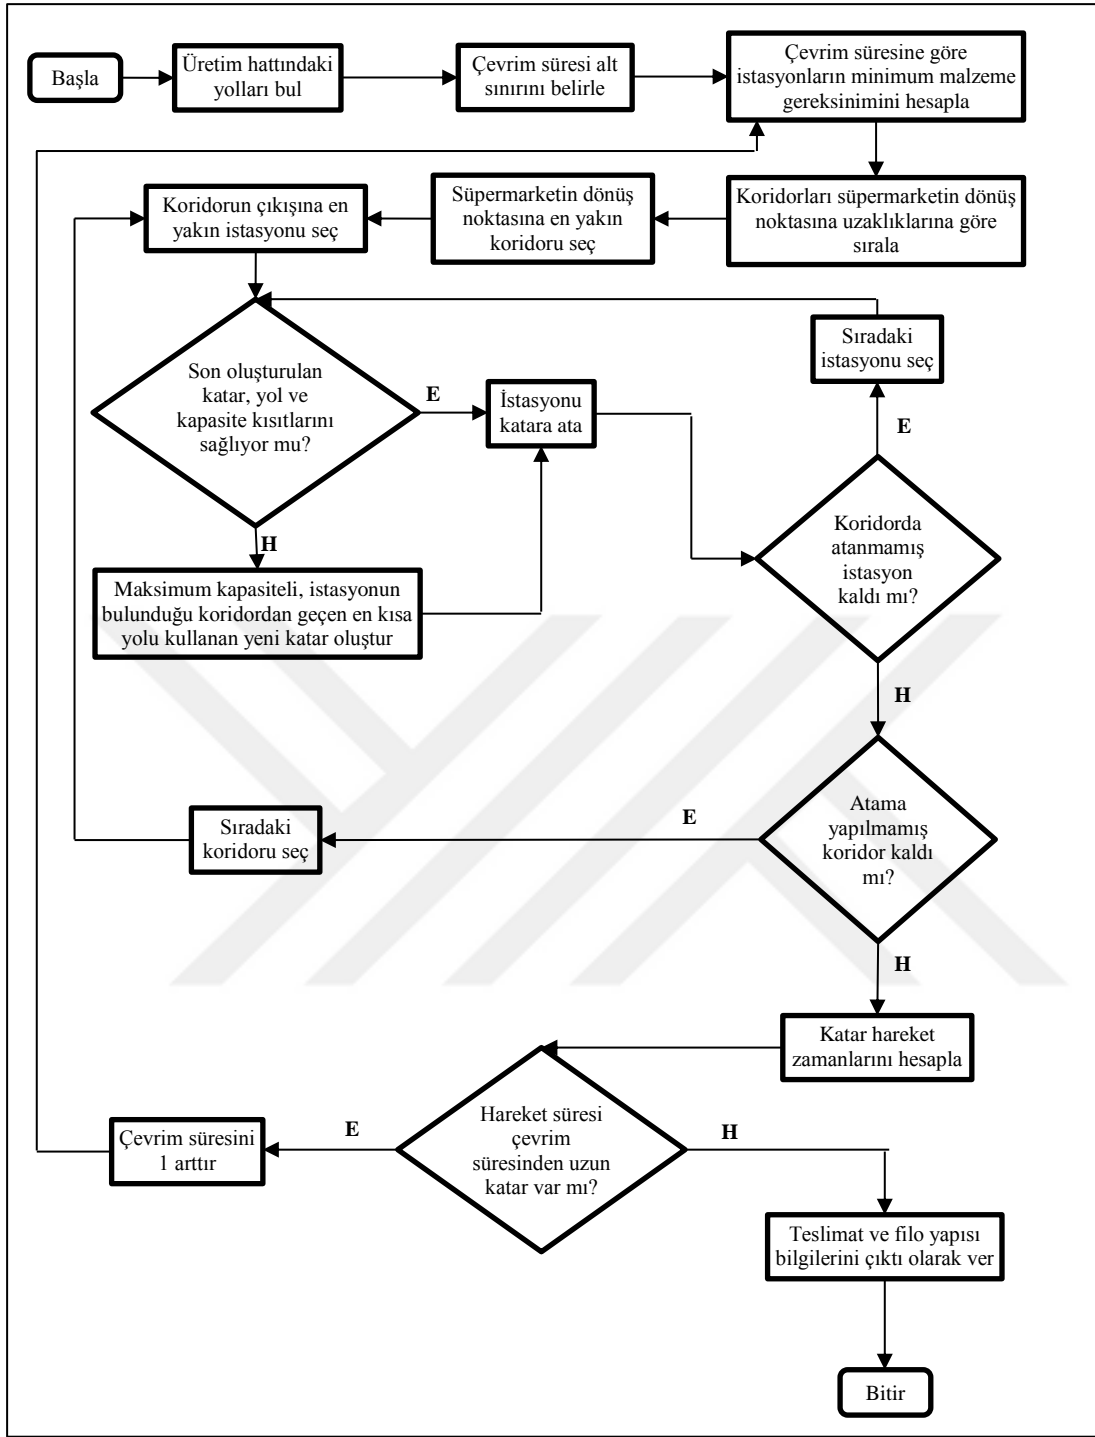 Başla
Üretim hattındaki
yolları bul
Çevrim süresi alt
sınırını belirle
Çevrim süresine göre
istasyonların minimum malzeme
gereksinimini hesapla
Koridorları süpermarketin dönüş
noktasına uzaklıklarına göre
sırala
Süpermarketin dönüş
noktasına en yakın
koridoru seç
Koridorun çıkışına en
yakın istasyonu seç
Son oluşturulan
katar, yol ve
kapasite kısıtlarını
sağlıyor mu?
E
İstasyonu
katara ata
Sıradaki
istasyonu seç
E
H
Maksimum kapasiteli, istasyonun
bulunduğu koridordan geçen en kısa
yolu kullanan yeni katar oluştur
Koridorda
atanmamış
istasyon
kaldı mı?
H
Atama
yapılmamış
koridor kaldı
mı?
E
Sıradaki
koridoru seç
H
Katar hareket
zamanlarını hesapla
Hareket süresi
çevrim
süresinden uzun
katar var mı?
E
Çevrim süresini
1 arttır
H
Teslimat ve filo yapısı
bilgilerini çıktı olarak ver
Bitir